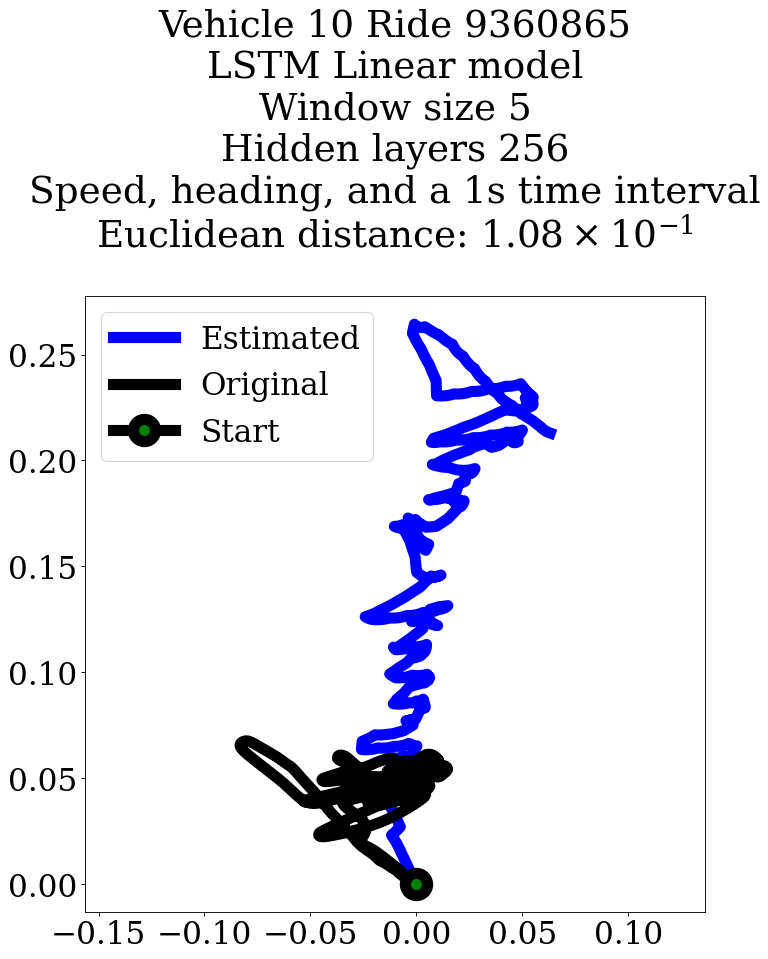 Vehicle 10 Ride 9360865
LSTM Linear model
Window size 5
Hidden layers 256
Speed, heading, and a 1s time interval
Euclidean distance: 1.08 × 10⁻¹
Estimated
Original
Start
0.25
0.20
0.15
0.10
0.05
0.00
−0.15 −0.10 −0.05 0.00 0.05 0.10